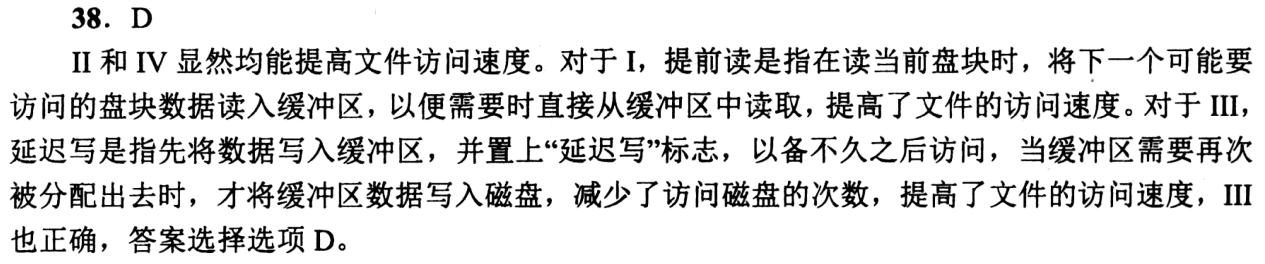 38．D
II 和 IV 显然均能提高文件访问速度。对于 I，提前读是指在读当前盘块时，将下一个可能要
访问的盘块数据读入缓冲区，以便需要时直接从缓冲区中读取，提高了文件的访问速度。对于 III，
延迟写是指先将数据写入缓冲区，并置上“延迟写”标志，以备不久之后访问，当缓冲区需要再次
被分配出去时，才将缓冲区数据写入磁盘，减少了访问磁盘的次数，提高了文件的访问速度，III
也正确，答案选择选项 D。